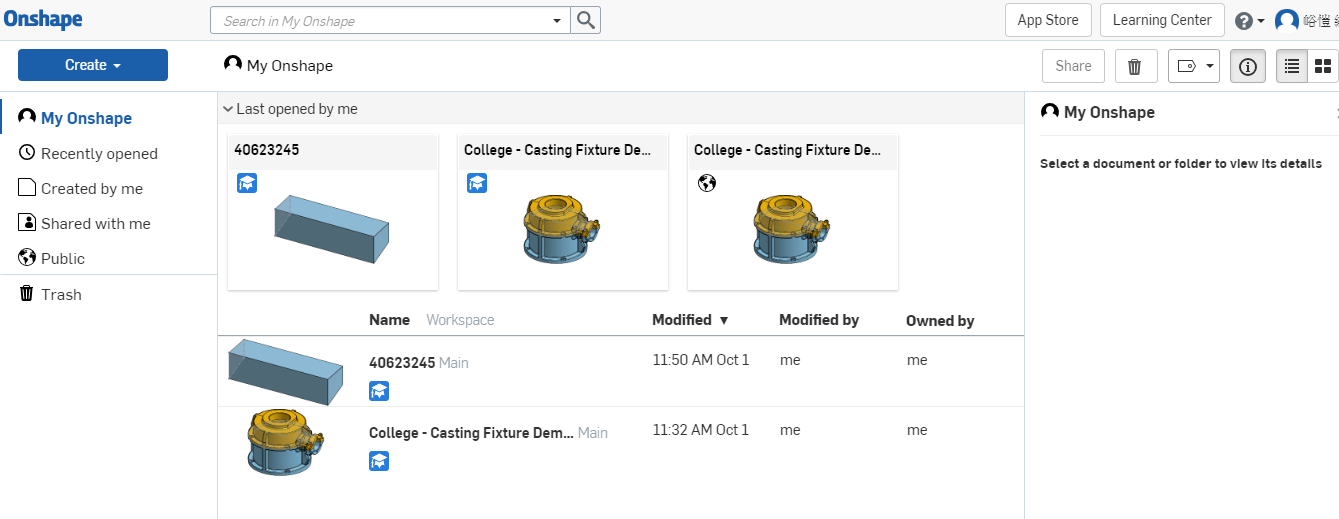 Onshape
Search in My Onshape
App Store
Learning Center
?
峪愷
Create
My Onshape
Share
My Onshape
Recently opened
Created by me
Shared with me
Public
Trash
Last opened by me
40623245
College - Casting Fixture De...
College - Casting Fixture De...
Name Workspace Modified ▼ Modified by Owned by
40623245 Main 11:50 AM Oct 1 me me
College - Casting Fixture Dem... Main 11:32 AM Oct 1 me me
My Onshape
Select a document or folder to view its details